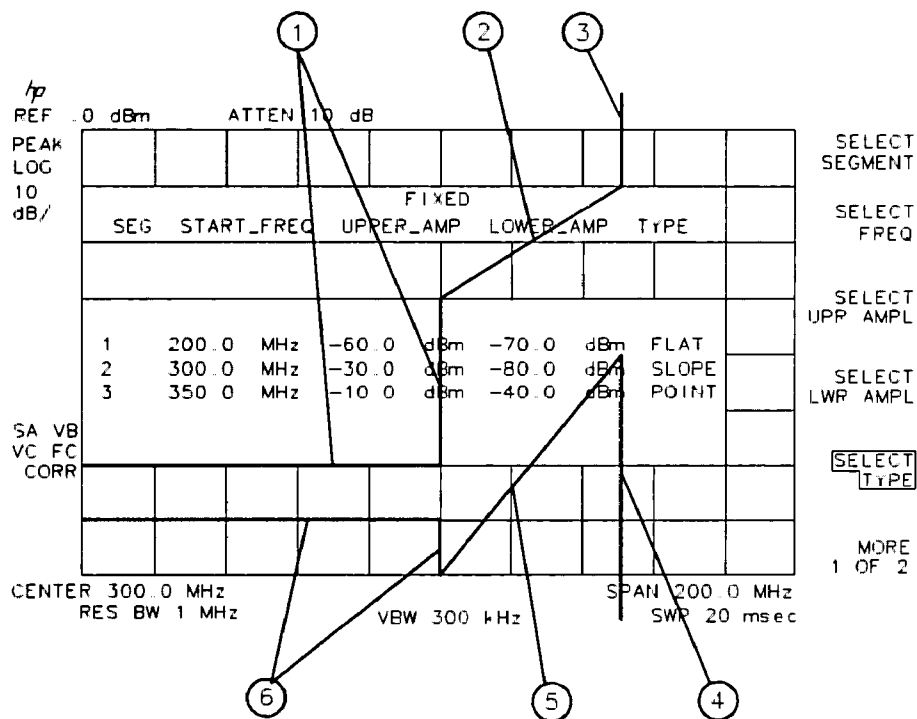 1 2 3
hp
REF .0 dBm ATTEN 10 dB
PEAK
LOG
10
dB/
FIXED
SEG START_FREQ UPPER_AMP LOWER_AMP TYPE
1 200.0 MHz -60.0 dBm -70.0 dBm FLAT
2 300.0 MHz -30.0 dBm -80.0 dBm SLOPE
3 350.0 MHz -10.0 dBm -40.0 dBm POINT
SA VB
VC FC
CORR
CENTER 300.0 MHz SPAN 200.0 MHz
RES BW 1 MHz VBW 300 kHz SWP 20 msec
SELECT
SEGMENT
SELECT
FREQ
SELECT
UPR AMPL
SELECT
LWR AMPL
SELECT
TYPE
MORE
1 OF 2
6 5 4